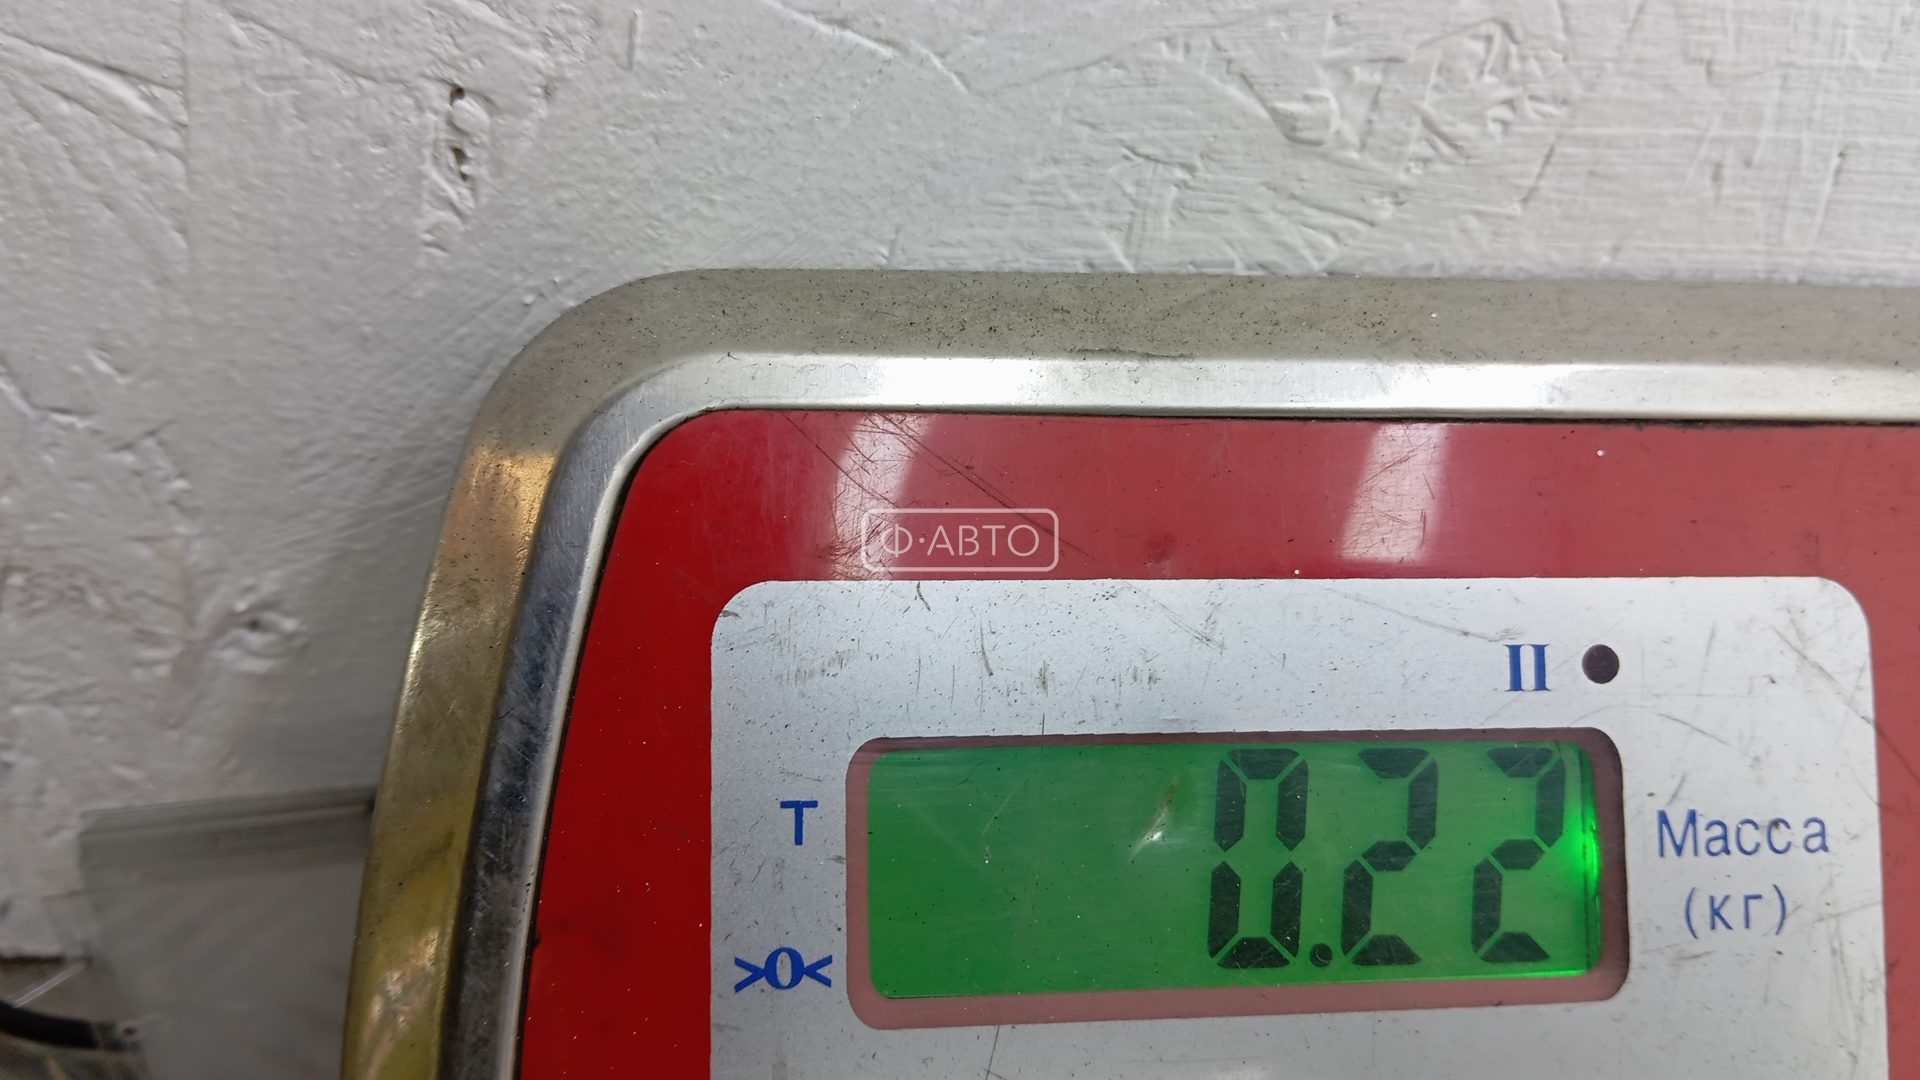 Ф·АВТО
II
T
0.22
Масса
(кг)
>0<